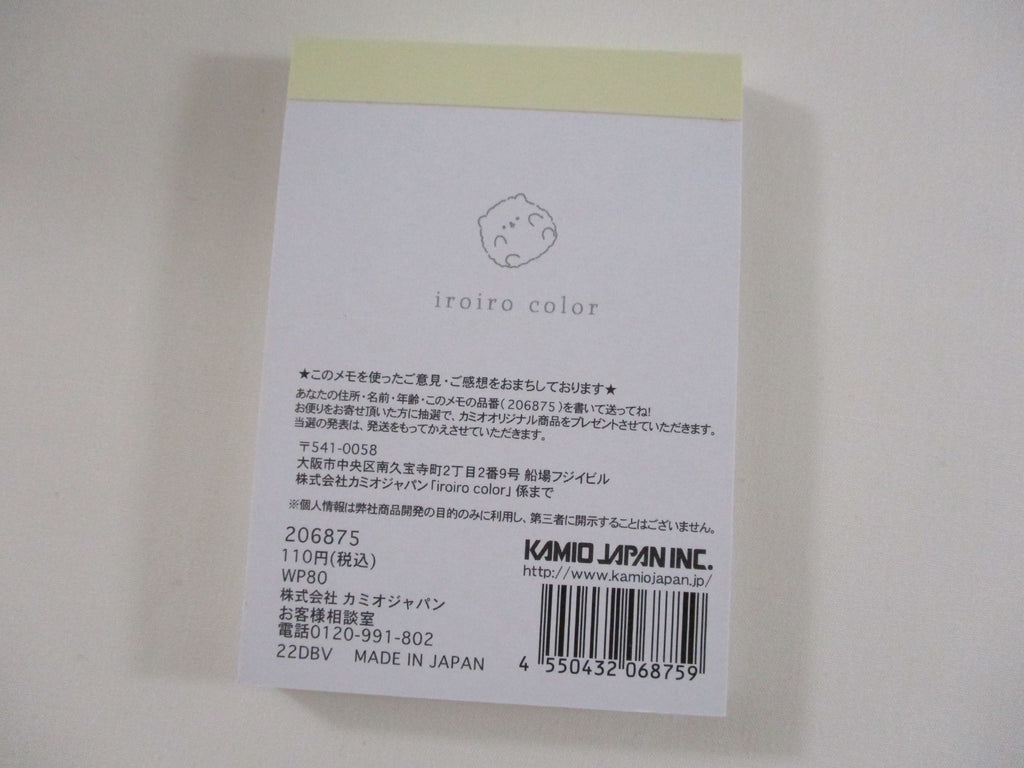 iroiro color
★このメモを使ったご意見・ご感想をおまちしております★
あなたの住所・名前・年齢・このメモの品番(206875)を書いて送ってね!
お便りをお寄せ頂いた方に抽選で、カミオオリジナル商品をプレゼントさせていただきます。
当選の発表は、発送をもってかえさせていただきます。
〒541-0058
大阪市中央区南久宝寺町2丁目2番9号 船場フジイビル
株式会社カミオジャパン「iroiro color」係まで
※個人情報は弊社商品開発の目的のみに利用し、第三者に開示することはございません。
206875
110円(税込)
WP80
株式会社 カミオジャパン
お客様相談室
電話0120-991-802
22DBV MADE IN JAPAN
KAMIO JAPAN INC.
http://www.kamiojapan.jp/
4 550432 068759